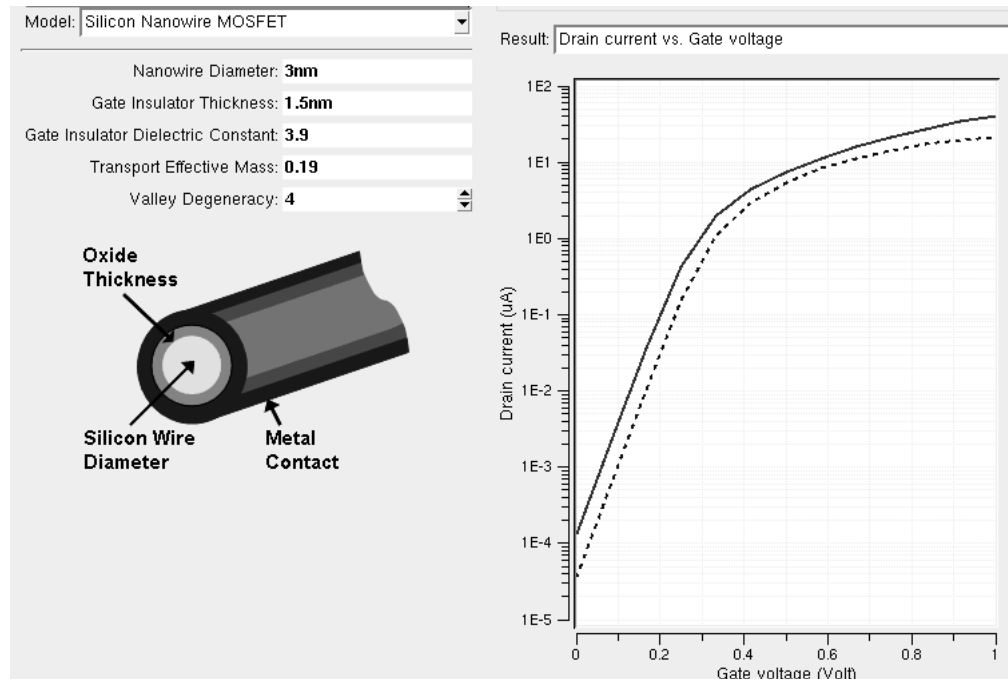 Model: Silicon Nanowire MOSFET
Nanowire Diameter: 3nm
Gate Insulator Thickness: 1.5nm
Gate Insulator Dielectric Constant: 3.9
Transport Effective Mass: 0.19
Valley Degeneracy: 4
Oxide
Thickness
Silicon Wire
Diameter
Metal
Contact
Result: Drain current vs. Gate voltage
Drain current (uA)
1E2
1E1
1E0
1E-1
1E-2
1E-3
1E-4
1E-5
0 0.2 0.4 0.6 0.8 1
Gate voltage (Volt)